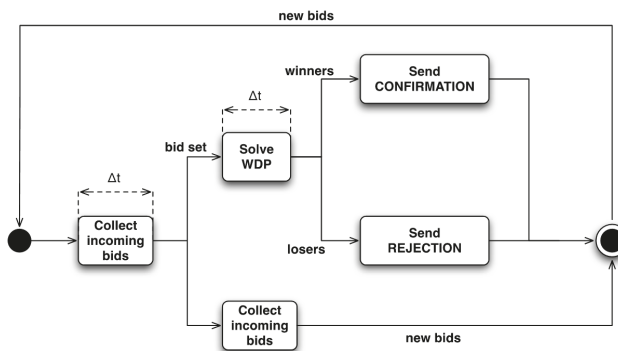 new bids
winners
Send
CONFIRMATION
Δt
bid set
Solve
WDP
Δt
Collect
incoming
bids
losers
Send
REJECTION
Collect
incoming
bids
new bids